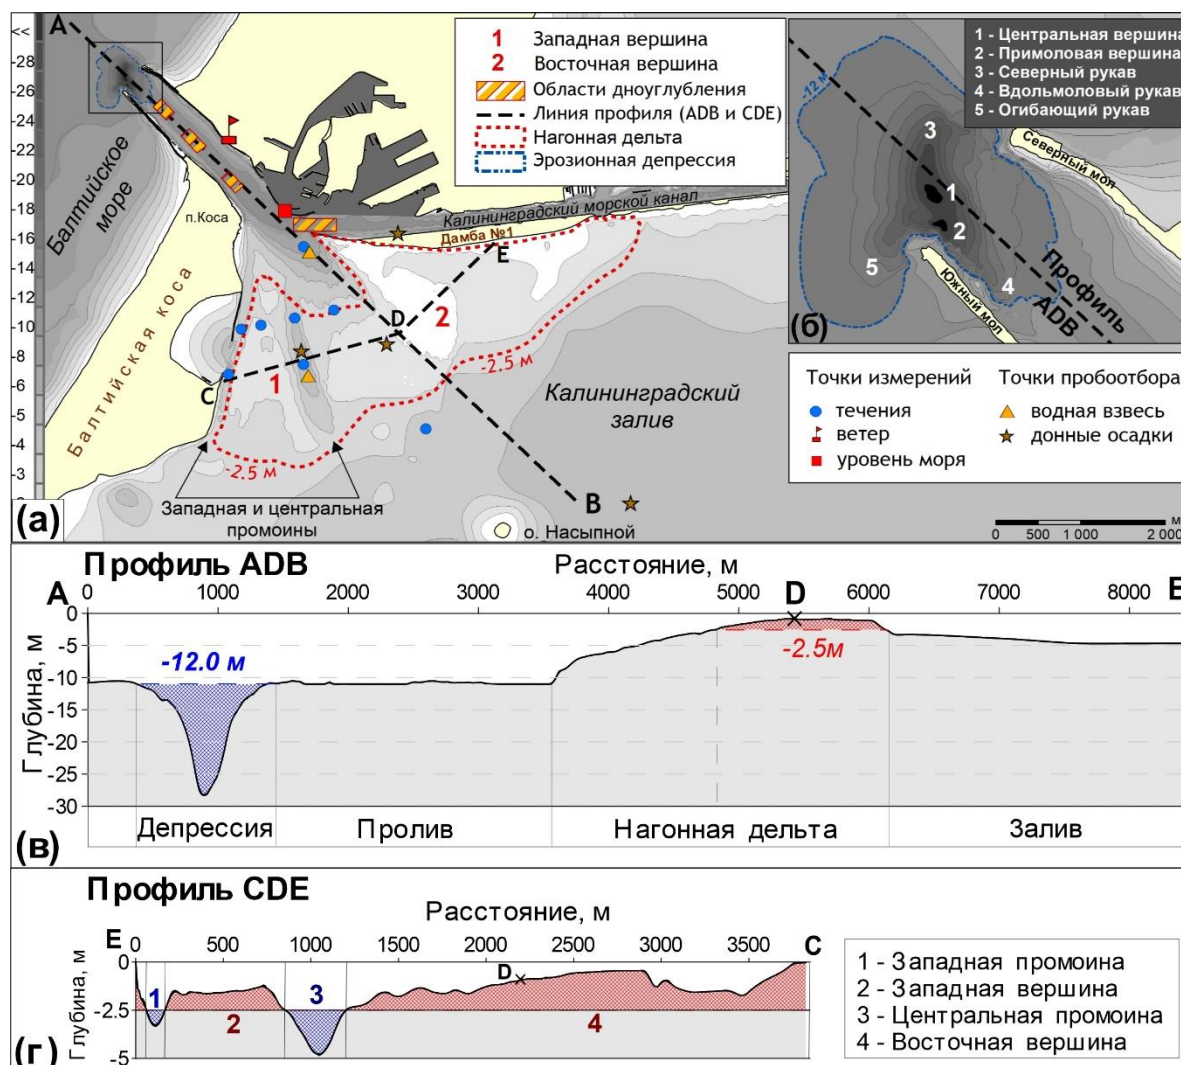 A
<<
-28
-26
-24
-22
-20
-18
-16
-14
-12
-10
-8
-6
-5
-4
-3
Балтийское
море
п.Коса
Балтийская коса
Калининградский морской канал
Дамба №1
E
D
C
B
1
2
-2.5 м
-2.5 м
Калининградский
залив
Западная и центральная
промоины
о. Насыпной
(а)
1 Западная вершина
2 Восточная вершина
Области дноуглубления
Линия профиля (ADB и CDE)
Нагонная дельта
Эрозионная депрессия
1 - Центральная вершина
2 - Примоловая вершина
3 - Северный рукав
4 - Вдольмоловый рукав
5 - Огибающий рукав
-12 м
3
1
2
5
4
Северный мол
Южный мол
Профиль
ADB
(б)
Точки измерений
течения
ветер
уровень моря
Точки пробоотбора
водная взвесь
донные осадки
0 500 1 000 2 000
м
Профиль ADB
Расстояние, м
A 0 1000 2000 3000 4000 5000 D 6000 7000 8000
Глубина, м
0
-5
-10
-15
-20
-25
-30
-12.0 м
-2.5м
Депрессия Пролив Нагонная дельта Залив
(в)
Профиль CDE
Расстояние, м
E 0 500 1000 1500 2000 2500 3000 3500 C
Глубина, м
0
-2.5
-5
1
2
3
D
4
(г)
1 - Западная промоина
2 - Западная вершина
3 - Центральная промоина
4 - Восточная вершина